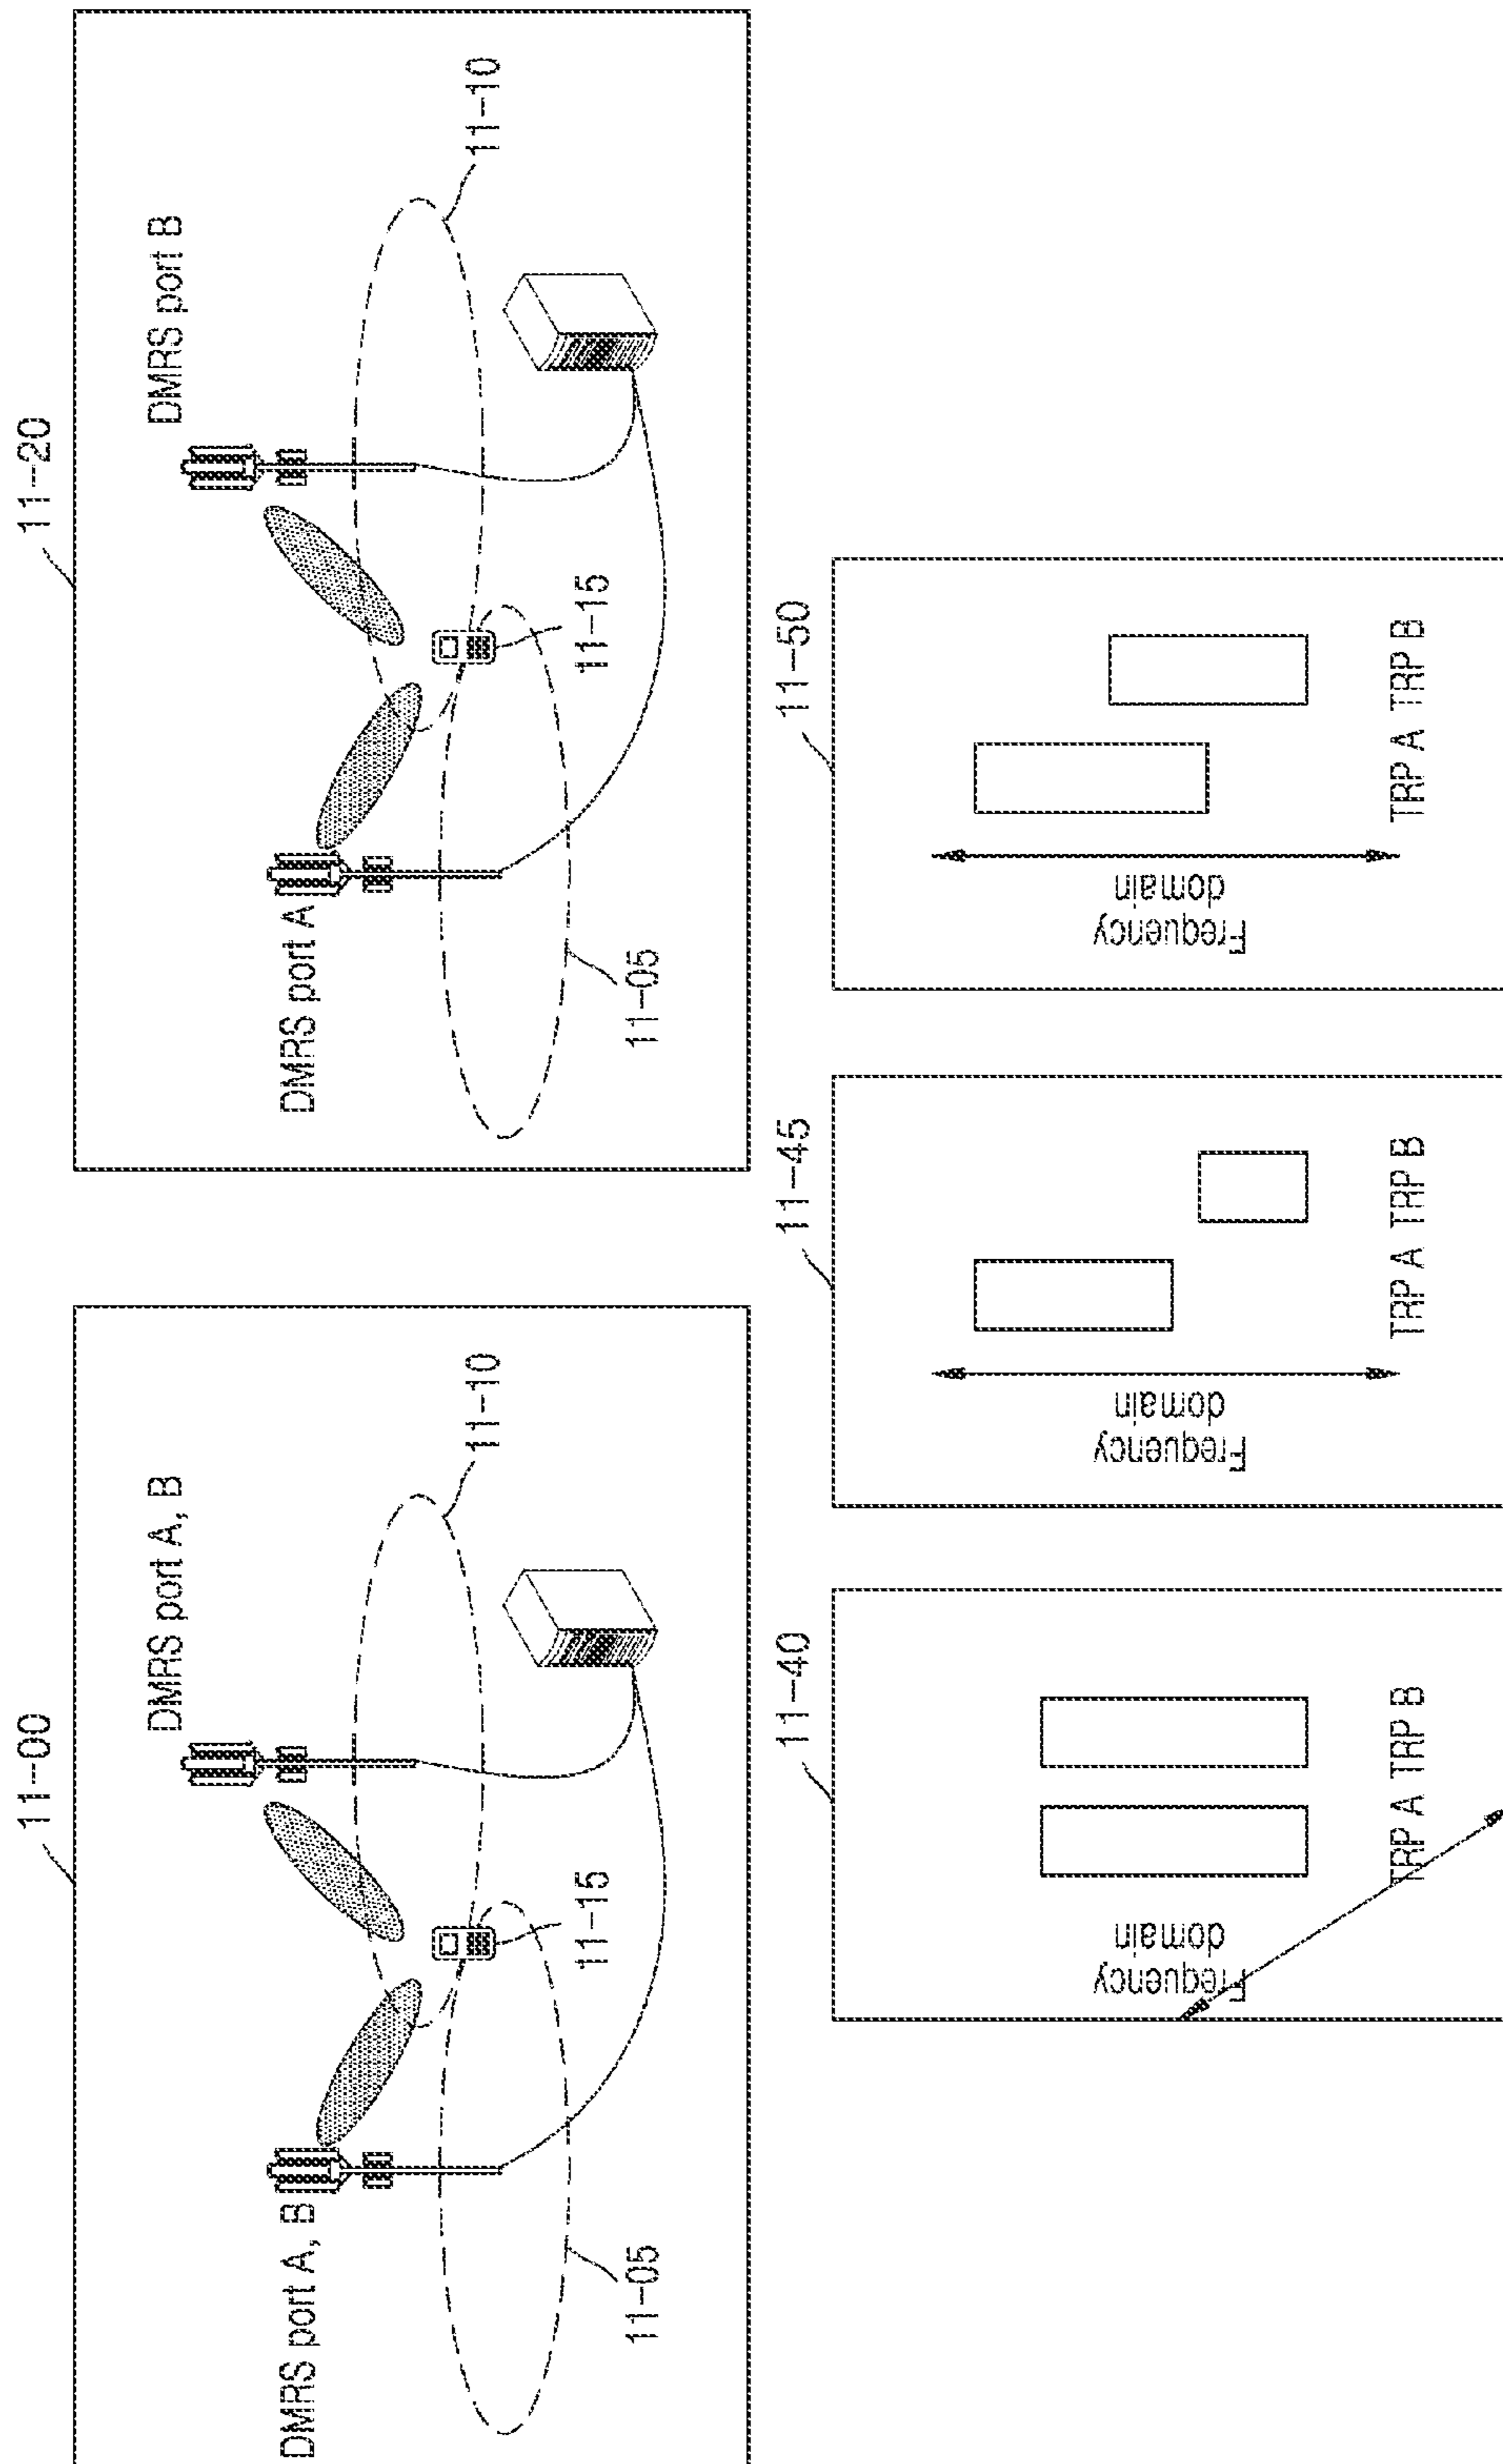 11-00
DMRS port A, B
DMRS port A, B
11-10
11-15
11-05
11-20
DMRS port B
DMRS port A
11-10
11-15
11-05
11-40
Frequency
domain
TRP A TRP B
11-45
Frequency
domain
TRP A TRP B
11-50
Frequency
domain
TRP A TRP B